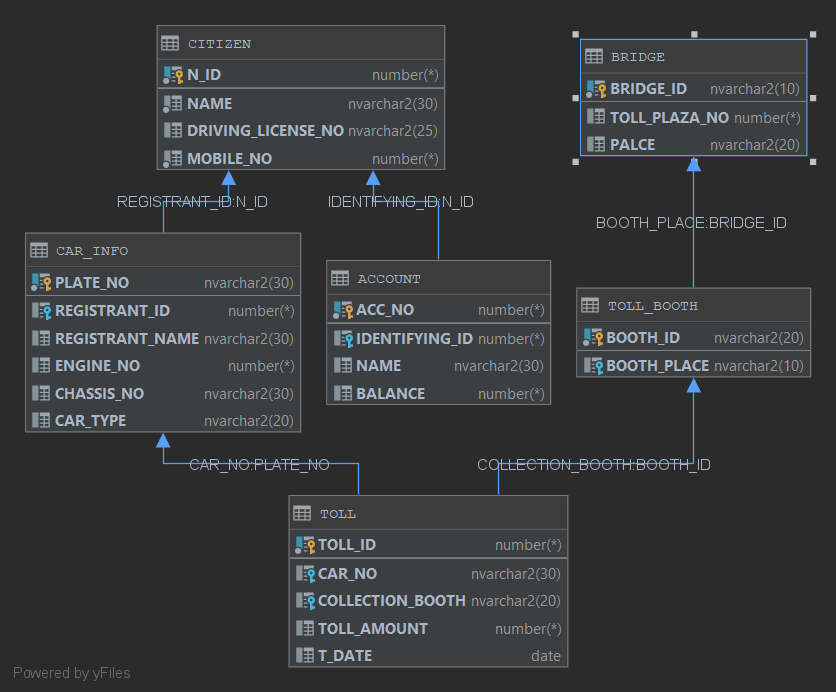 CITIZEN
N_ID number(*)
NAME nvarchar2(30)
DRIVING_LICENSE_NO nvarchar2(25)
MOBILE_NO number(*)
BRIDGE
BRIDGE_ID nvarchar2(10)
TOLL_PLAZA_NO number(*)
PALCE nvarchar2(20)
REGISTRANT_ID:N_ID
IDENTIFYING_ID:N_ID
BOOTH_PLACE:BRIDGE_ID
CAR_INFO
PLATE_NO nvarchar2(30)
REGISTRANT_ID number(*)
REGISTRANT_NAME nvarchar2(30)
ENGINE_NO number(*)
CHASSIS_NO nvarchar2(30)
CAR_TYPE nvarchar2(20)
ACCOUNT
ACC_NO number(*)
IDENTIFYING_ID number(*)
NAME nvarchar2(30)
BALANCE number(*)
TOLL_BOOTH
BOOTH_ID nvarchar2(20)
BOOTH_PLACE nvarchar2(10)
CAR_NO:PLATE_NO
COLLECTION_BOOTH:BOOTH_ID
TOLL
TOLL_ID number(*)
CAR_NO nvarchar2(30)
COLLECTION_BOOTH nvarchar2(20)
TOLL_AMOUNT number(*)
T_DATE date
Powered by yFiles